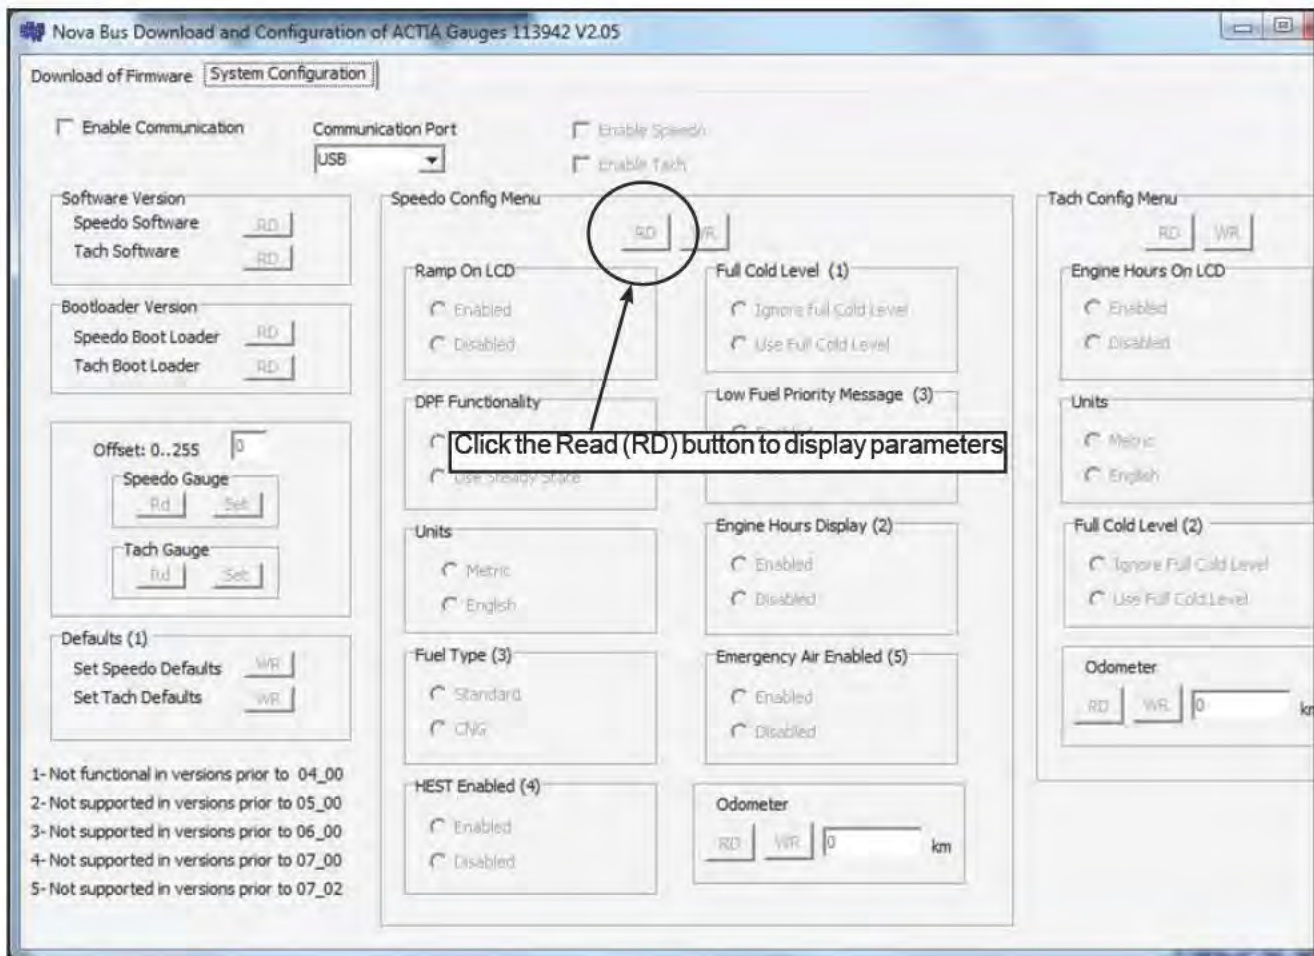 Nova Bus Download and Configuration of ACTIA Gauges 113942 V2.05
Download of Firmware System Configuration
Enable Communication
Communication Port
USB
Enable Speedo
Enable Tach
Software Version
Speedo Software RD
Tach Software RD
Bootloader Version
Speedo Boot Loader RD
Tach Boot Loader RD
Offset: 0..255 0
Speedo Gauge
Rd Set
Tach Gauge
Rd Set
Defaults (1)
Set Speedo Defaults WR
Set Tach Defaults WR
1- Not functional in versions prior to 04_00
2- Not supported in versions prior to 05_00
3- Not supported in versions prior to 06_00
4- Not supported in versions prior to 07_00
5- Not supported in versions prior to 07_02
Speedo Config Menu
RD WR
Ramp On LCD
Enabled
Disabled
DPF Functionality
Use Steady State
Units
Metric
English
Fuel Type (3)
Standard
CNG
HEST Enabled (4)
Enabled
Disabled
Full Cold Level (1)
Ignore Full Cold Level
Use Full Cold Level
Low Fuel Priority Message (3)
Click the Read (RD) button to display parameters
Engine Hours Display (2)
Enabled
Disabled
Emergency Air Enabled (5)
Enabled
Disabled
Odometer
RD WR 0 km
Tach Config Menu
RD WR
Engine Hours On LCD
Enabled
Disabled
Units
Metric
English
Full Cold Level (2)
Ignore Full Cold Level
Use Full Cold Level
Odometer
RD WR 0